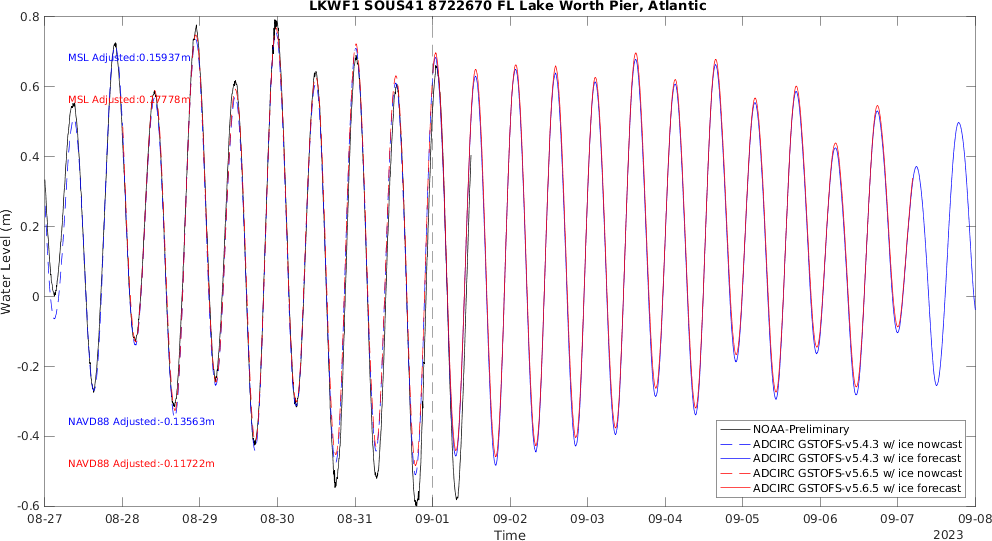 LKWF1 SOUS41 8722670 FL Lake Worth Pier, Atlantic
Water Level (m)
0.8
0.6
0.4
0.2
0
-0.2
-0.4
-0.6
MSL Adjusted:0.15937m
MSL Adjusted:0.17778m
NAVD88 Adjusted:-0.13563m
NAVD88 Adjusted:-0.11722m
NOAA-Preliminary
ADCIRC GSTOFS-v5.4.3 w/ ice nowcast
ADCIRC GSTOFS-v5.4.3 w/ ice forecast
ADCIRC GSTOFS-v5.6.5 w/ ice nowcast
ADCIRC GSTOFS-v5.6.5 w/ ice forecast
08-27 08-28 08-29 08-30 08-31 09-01 09-02 09-03 09-04 09-05 09-06 09-07 09-08
Time
2023